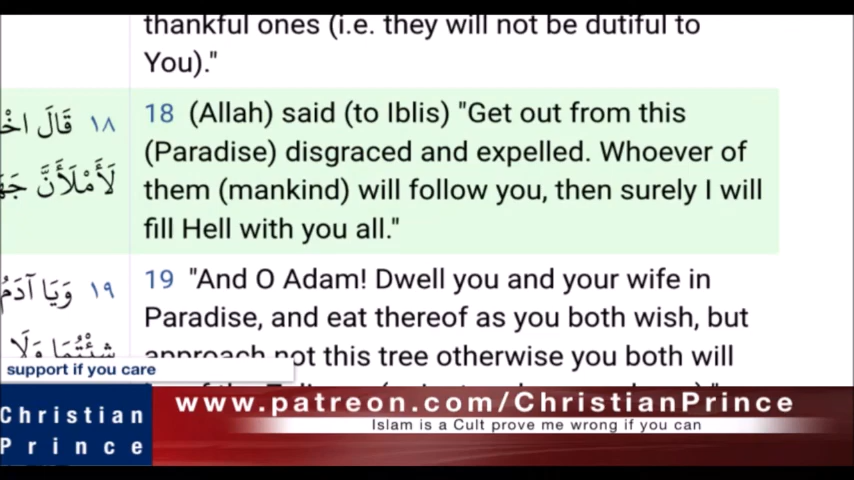 thankful ones (i.e. they will not be dutiful to
You)."
١٨ قَالَ
18 (Allah) said (to Iblis) "Get out from this
(Paradise) disgraced and expelled. Whoever of
لَأَمْلَأَنَّ
them (mankind) will follow you, then surely I will
fill Hell with you all."
١٩ وَيَا آدَمُ
19 "And O Adam! Dwell you and your wife in
Paradise, and eat thereof as you both wish, but
شِئْتُمَا وَلَا
approach not this tree otherwise you both will
support if you care
Christian
Prince
www.patreon.com/ChristianPrince
Islam is a Cult prove me wrong if you can